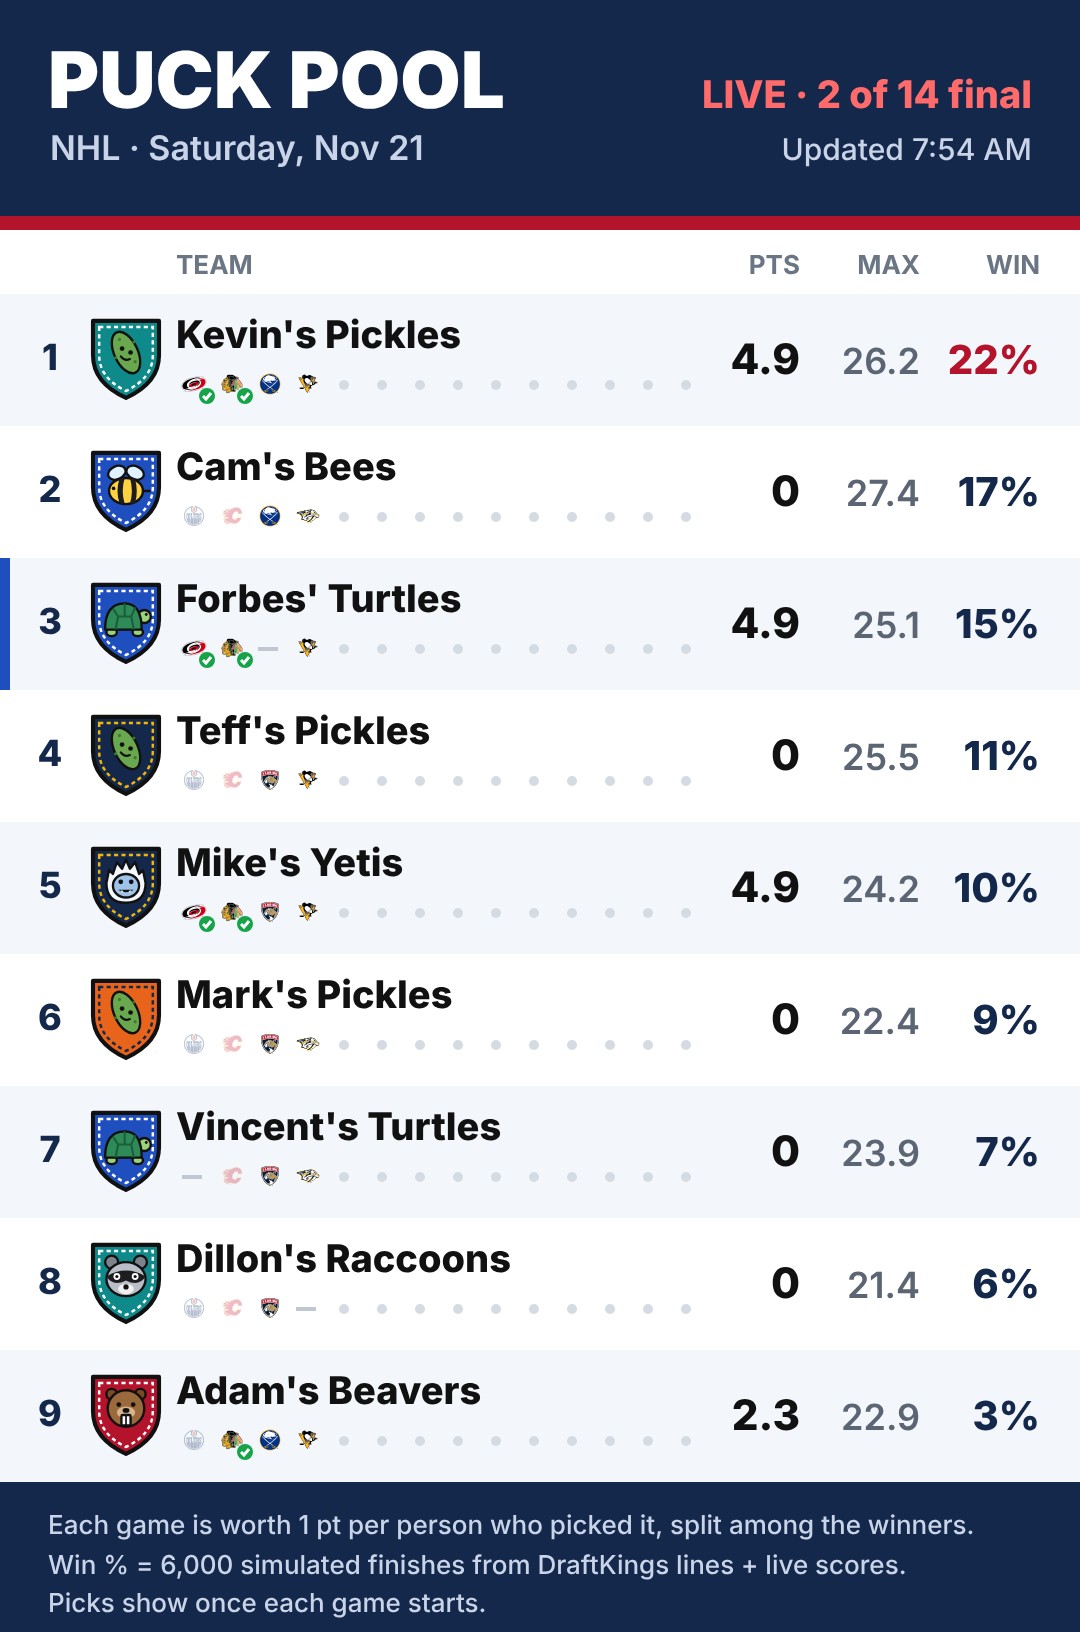 PUCK POOL
LIVE · 2 of 14 final
NHL · Saturday, Nov 21
Updated 7:54 AM
TEAM PTS MAX WIN
1 Kevin's Pickles 4.9 26.2 22%
2 Cam's Bees 0 27.4 17%
3 Forbes' Turtles 4.9 25.1 15%
4 Teff's Pickles 0 25.5 11%
5 Mike's Yetis 4.9 24.2 10%
6 Mark's Pickles 0 22.4 9%
7 Vincent's Turtles 0 23.9 7%
8 Dillon's Raccoons 0 21.4 6%
9 Adam's Beavers 2.3 22.9 3%
Each game is worth 1 pt per person who picked it, split among the winners.
Win % = 6,000 simulated finishes from DraftKings lines + live scores.
Picks show once each game starts.